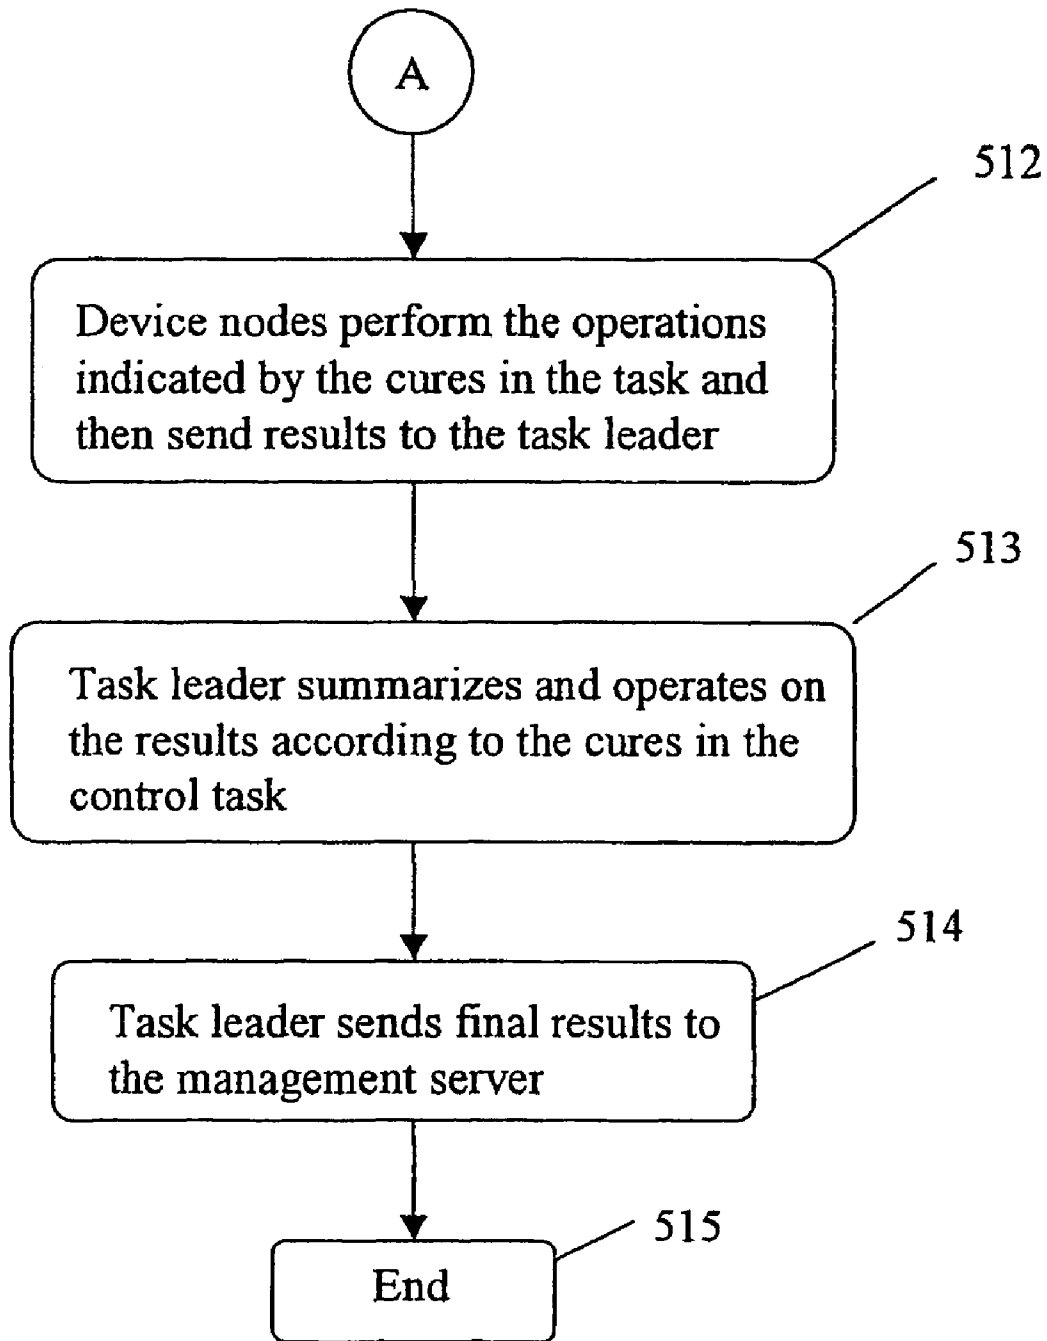 A
512
Device nodes perform the operations
indicated by the cures in the task and
then send results to the task leader
513
Task leader summarizes and operates on
the results according to the cures in the
control task
514
Task leader sends final results to
the management server
515
End